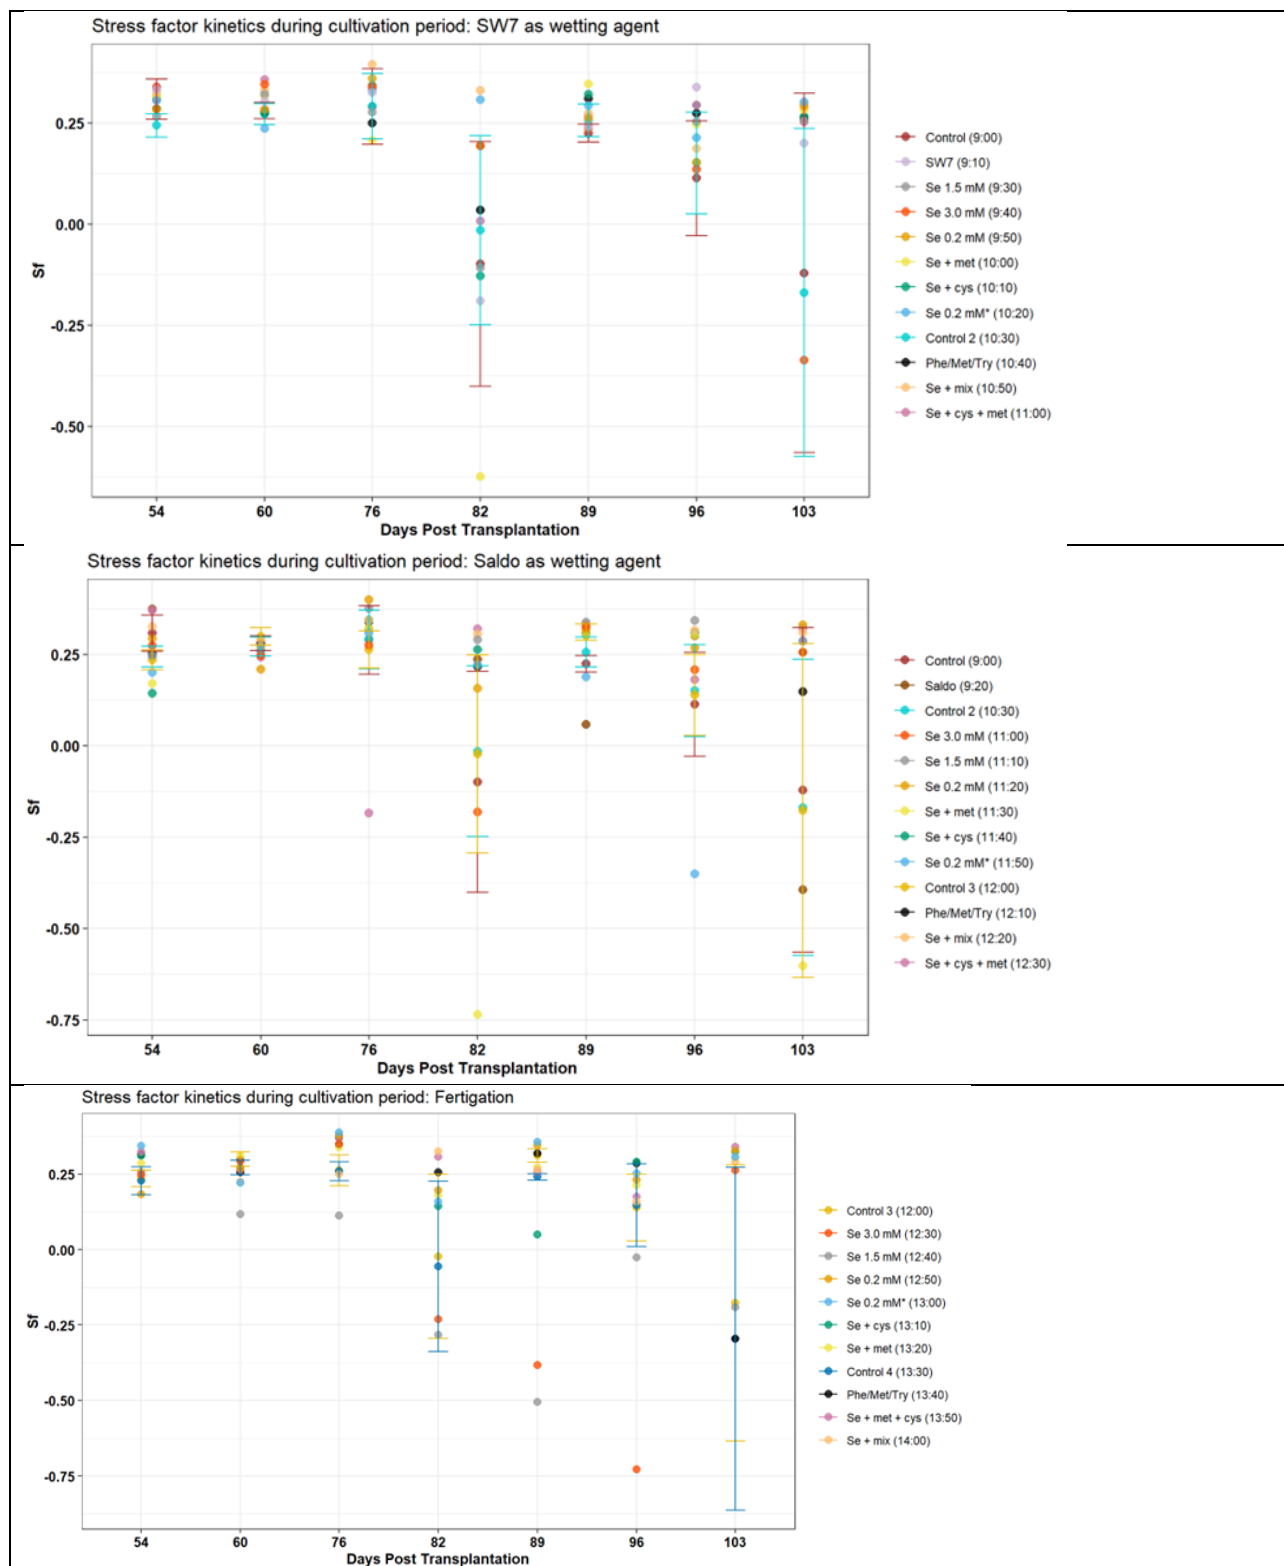 Stress factor kinetics during cultivation period: SW7 as wetting agent
0.25
0.00
-0.25
-0.50
Sf
54 60 76 82 89 96 103
Days Post Transplantation
Control (9:00)
SW7 (9:10)
Se 1.5 mM (9:30)
Se 3.0 mM (9:40)
Se 0.2 mM (9:50)
Se + met (10:00)
Se + cys (10:10)
Se 0.2 mM* (10:20)
Control 2 (10:30)
Phe/Met/Try (10:40)
Se + mix (10:50)
Se + cys + met (11:00)
Stress factor kinetics during cultivation period: Saldo as wetting agent
0.25
0.00
-0.25
-0.50
-0.75
Sf
54 60 76 82 89 96 103
Days Post Transplantation
Control (9:00)
Saldo (9:20)
Control 2 (10:30)
Se 3.0 mM (11:00)
Se 1.5 mM (11:10)
Se 0.2 mM (11:20)
Se + met (11:30)
Se + cys (11:40)
Se 0.2 mM* (11:50)
Control 3 (12:00)
Phe/Met/Try (12:10)
Se + mix (12:20)
Se + cys + met (12:30)
Stress factor kinetics during cultivation period: Fertigation
0.25
0.00
-0.25
-0.50
-0.75
Sf
54 60 76 82 89 96 103
Days Post Transplantation
Control 3 (12:00)
Se 3.0 mM (12:30)
Se 1.5 mM (12:40)
Se 0.2 mM (12:50)
Se 0.2 mM* (13:00)
Se + cys (13:10)
Se + met (13:20)
Control 4 (13:30)
Phe/Met/Try (13:40)
Se + met + cys (13:50)
Se + mix (14:00)